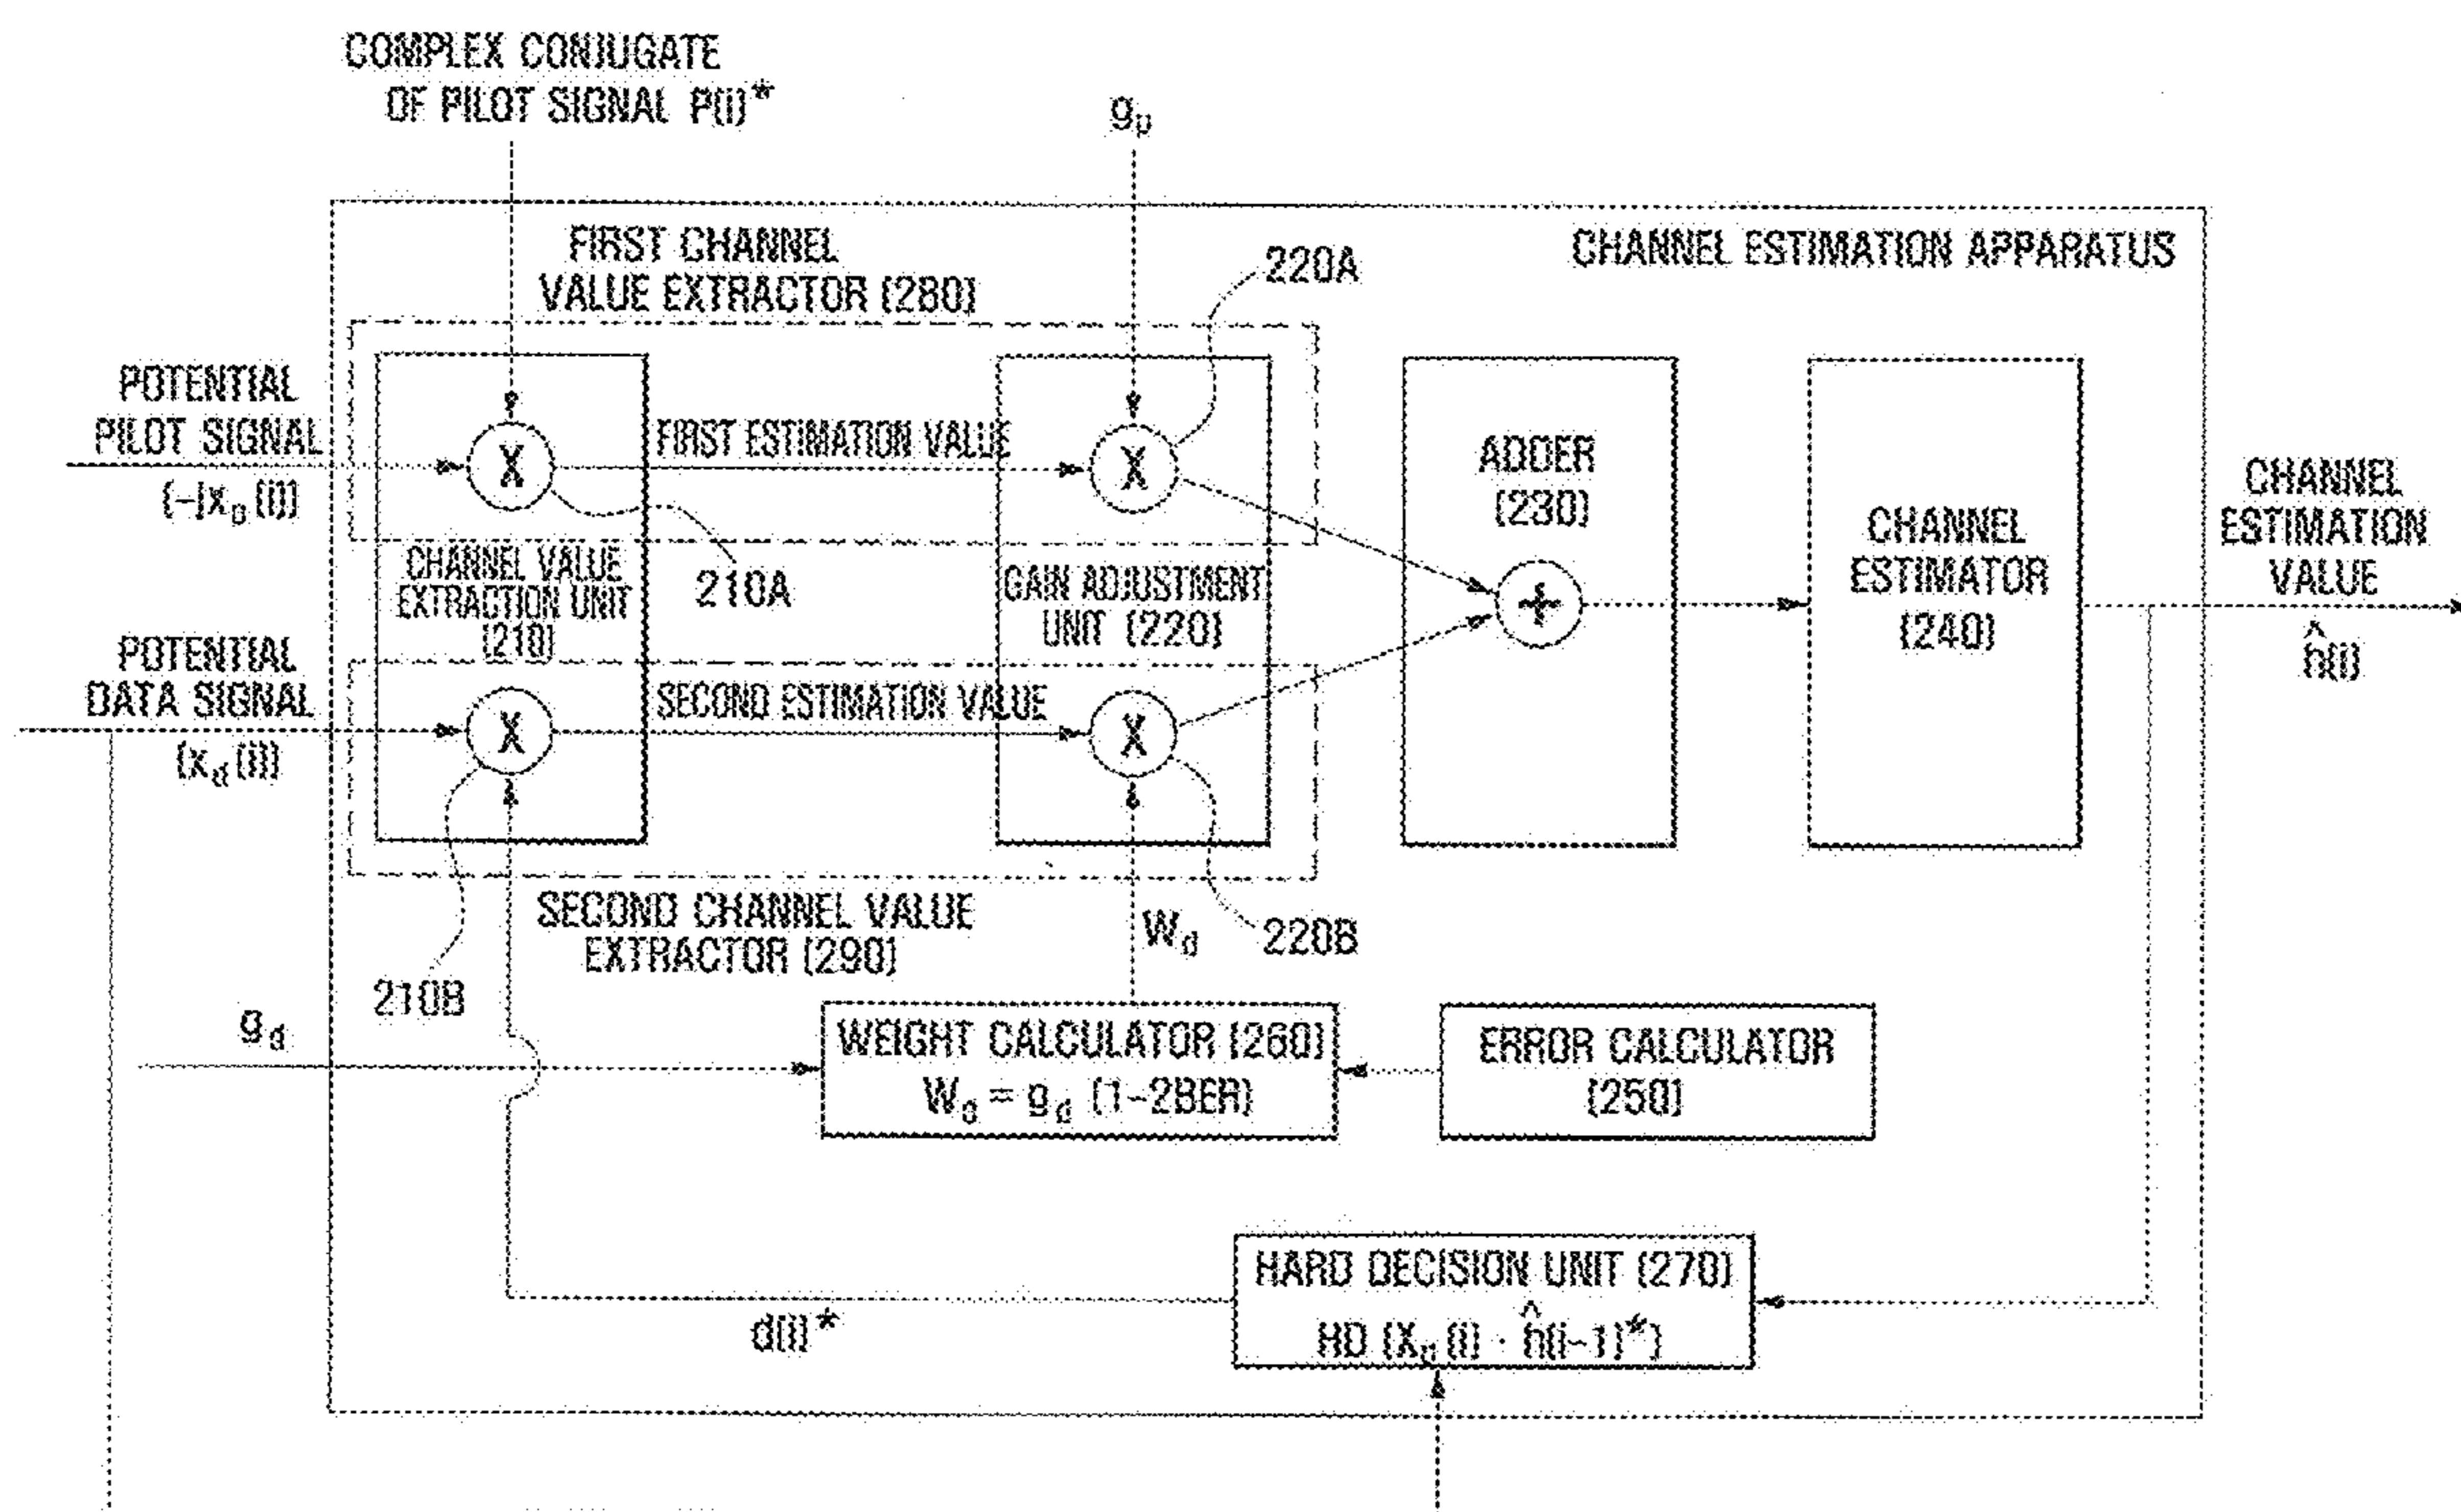 COMPLEX CONJUGATE
OF PILOT SIGNAL P(i)*
gp
FIRST CHANNEL
VALUE EXTRACTOR (280)
220A
CHANNEL ESTIMATION APPARATUS
POTENTIAL
PILOT SIGNAL
(-jxp(i))
X
FIRST ESTIMATION VALUE
X
ADDER
(230)
+
CHANNEL
ESTIMATOR
(240)
CHANNEL
ESTIMATION
VALUE
ĥ(i)
CHANNEL VALUE
EXTRACTION UNIT
(210)
210A
GAIN ADJUSTMENT
UNIT (220)
POTENTIAL
DATA SIGNAL
(xd(i))
X
SECOND ESTIMATION VALUE
X
SECOND CHANNEL VALUE
EXTRACTOR (290)
210B
Wd
220B
gd
WEIGHT CALCULATOR (260)
Wd = gd (1-2BER)
ERROR CALCULATOR
(250)
HARD DECISION UNIT (270)
HD (Xd(i) · ĥ(i-1)*)
d(i)*